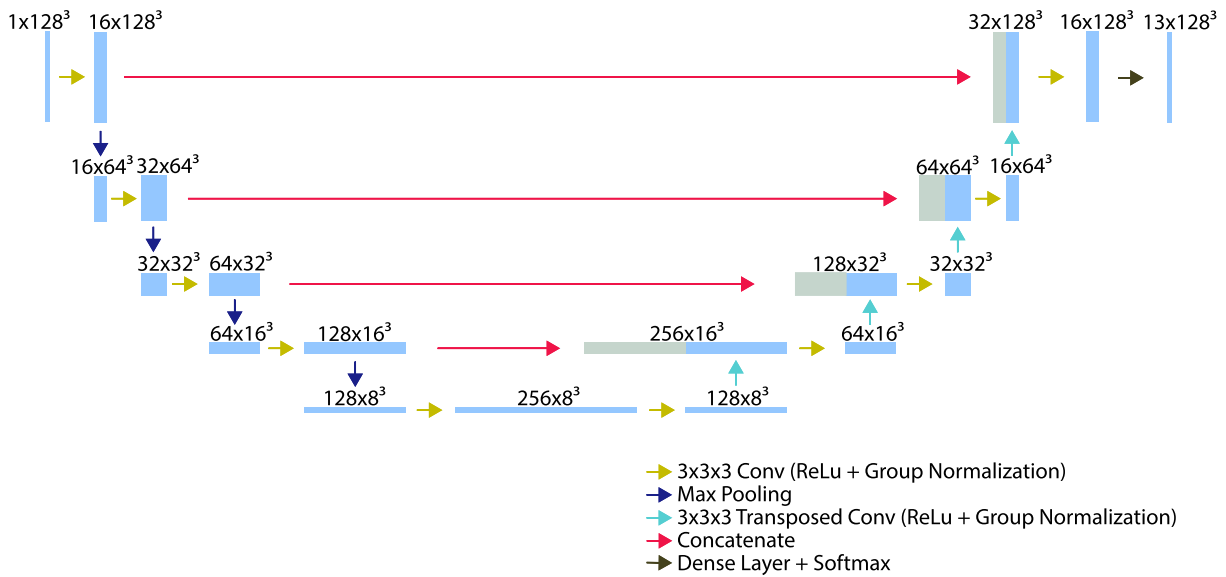 1x128³ 16x128³ 32x128³ 16x128³ 13x128³
16x64³ 32x64³ 64x64³ 16x64³
32x32³ 64x32³ 128x32³ 32x32³
64x16³ 128x16³ 256x16³ 64x16³
128x8³ 256x8³ 128x8³
3x3x3 Conv (ReLu + Group Normalization)
Max Pooling
3x3x3 Transposed Conv (ReLu + Group Normalization)
Concatenate
Dense Layer + Softmax